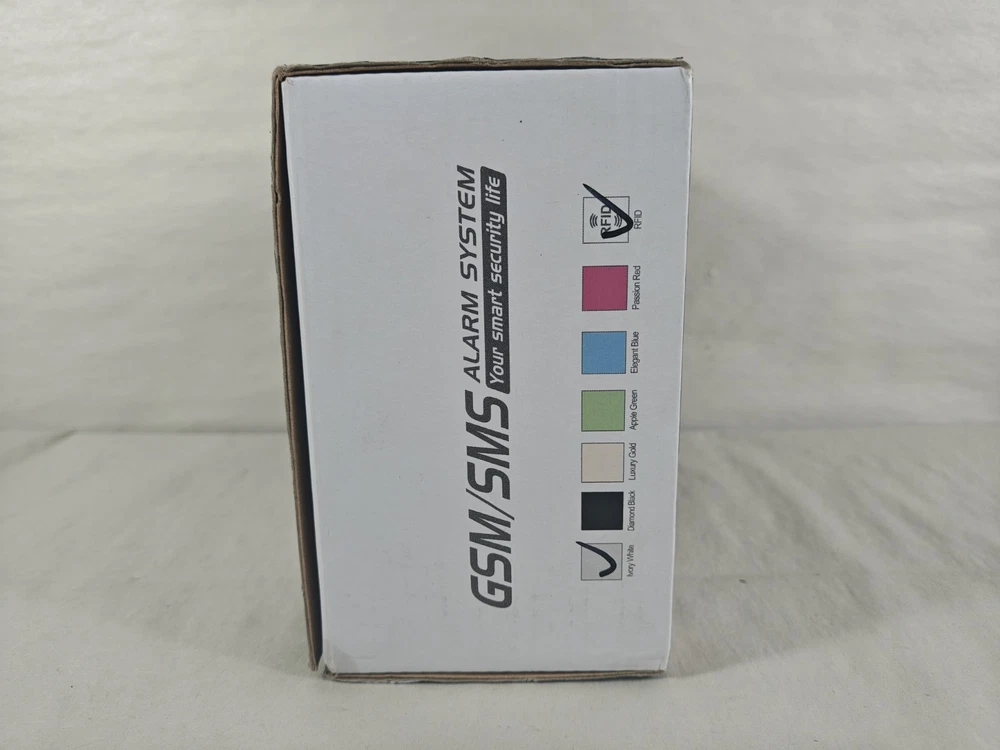 GSM/SMS ALARM SYSTEM
Your smart security life
Ivory White
Diamond Black
Luxury Gold
Apple Green
Elegant Blue
Passion Red
RFID
RFID